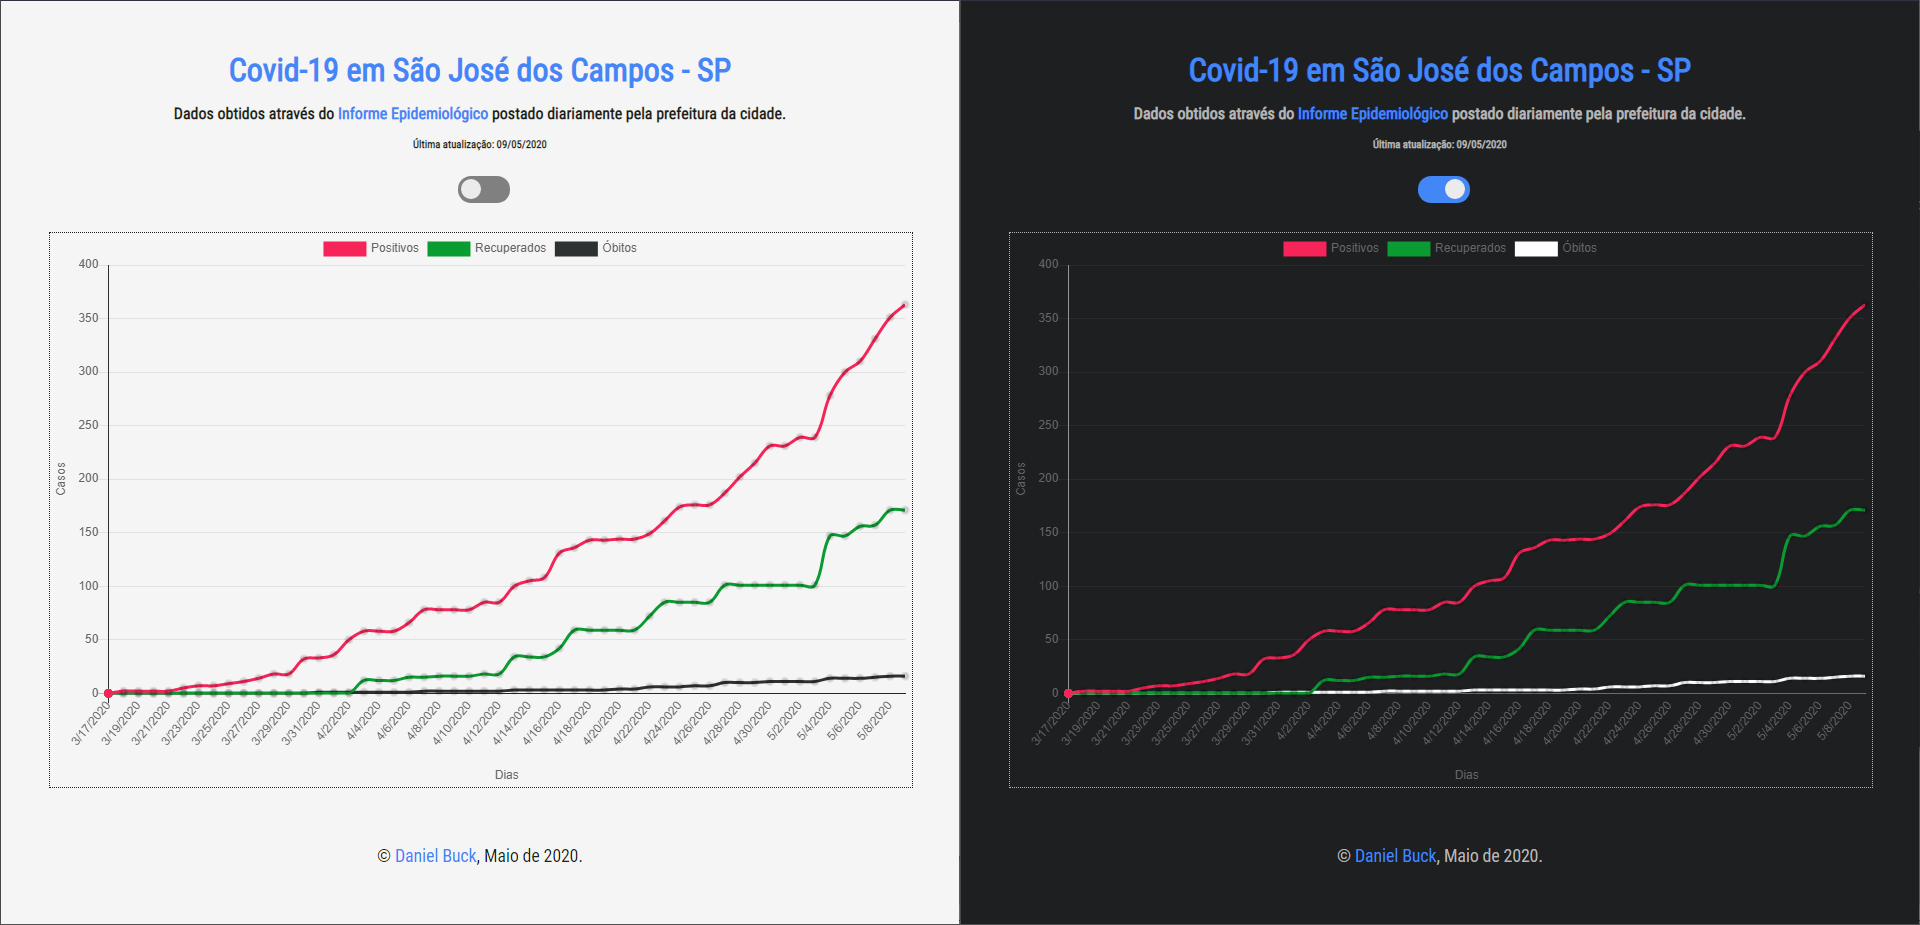 Covid-19 em São José dos Campos - SP
Dados obtidos através do Informe Epidemiológico postado diariamente pela prefeitura da cidade.
Última atualização: 09/05/2020
Positivos Recuperados Óbitos
400
350
300
250
200
150
100
50
0
Casos
3/17/2020 3/19/2020 3/21/2020 3/23/2020 3/25/2020 3/27/2020 3/29/2020 3/31/2020 4/2/2020 4/4/2020 4/6/2020 4/8/2020 4/10/2020 4/12/2020 4/14/2020 4/16/2020 4/18/2020 4/20/2020 4/22/2020 4/24/2020 4/26/2020 4/28/2020 4/30/2020 5/2/2020 5/4/2020 5/6/2020 5/8/2020
Dias
© Daniel Buck, Maio de 2020.
Covid-19 em São José dos Campos - SP
Dados obtidos através do Informe Epidemiológico postado diariamente pela prefeitura da cidade.
Última atualização: 09/05/2020
Positivos Recuperados Óbitos
400
350
300
250
200
150
100
50
0
Casos
3/17/2020 3/19/2020 3/21/2020 3/23/2020 3/25/2020 3/27/2020 3/29/2020 3/31/2020 4/2/2020 4/4/2020 4/6/2020 4/8/2020 4/10/2020 4/12/2020 4/14/2020 4/16/2020 4/18/2020 4/20/2020 4/22/2020 4/24/2020 4/26/2020 4/28/2020 4/30/2020 5/2/2020 5/4/2020 5/6/2020 5/8/2020
Dias
© Daniel Buck, Maio de 2020.